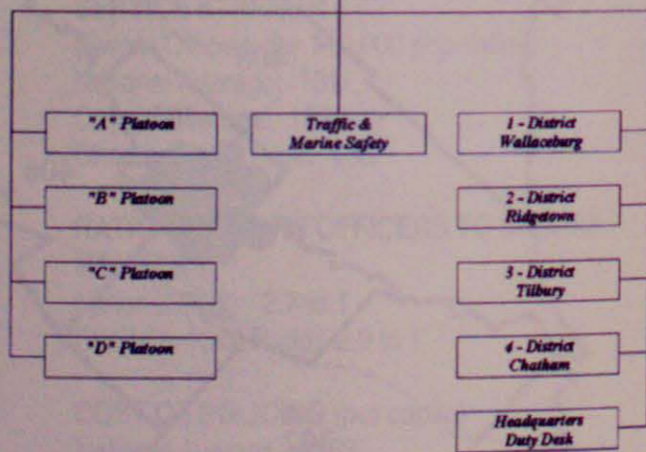 "A" Platoon
"B" Platoon
"C" Platoon
"D" Platoon
Traffic &
Marine Safety
1 - District
Wallaceburg
2 - District
Ridgetown
3 - District
Tilbury
4 - District
Chatham
Headquarters
Duty Desk